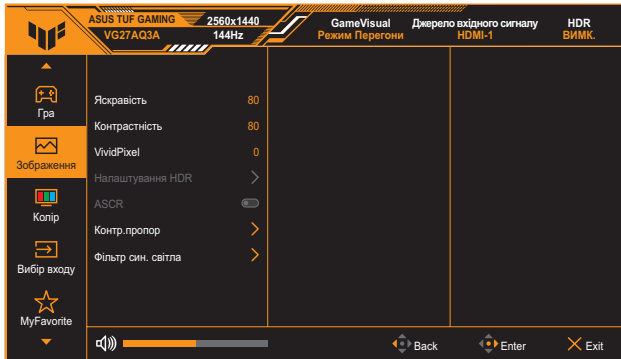 ASUS TUF GAMING
VG27AQ3A
2560x1440
144Hz
GameVisual
Режим Перегони
Джерело вхідного сигналу
HDMI-1
HDR
ВИМК.
Гра
Зображення
Колір
Вибір входу
MyFavorite
Яскравість 80
Контрастність 80
VividPixel 0
Налаштування HDR
ASCR
Контр.пропор
Фільтр син. світла
Back
Enter
Exit